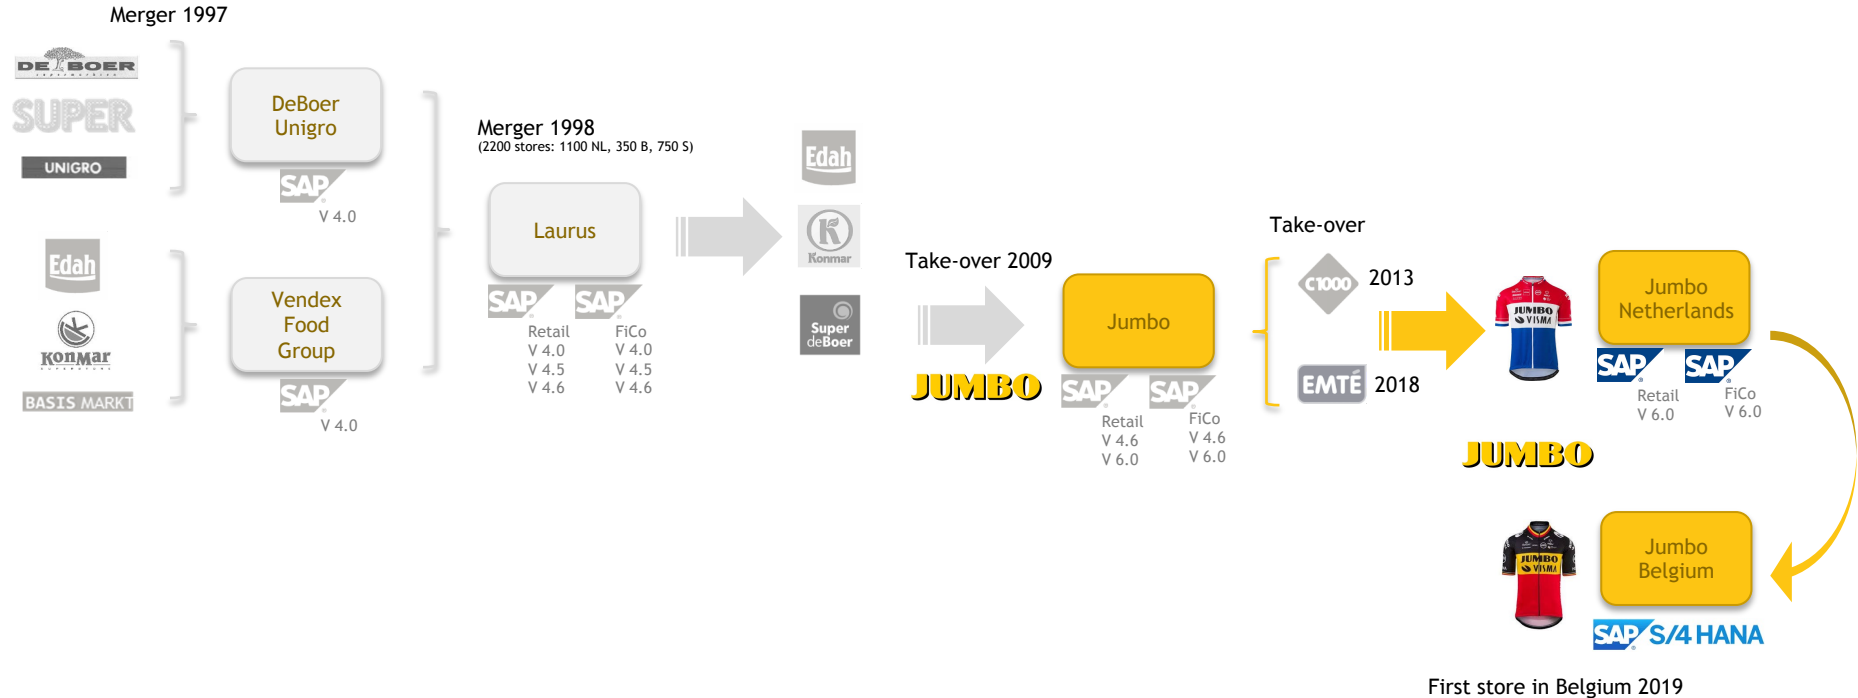 Merger 1997
DE BOER
supermarkten
SUPER
UNIGRO
DeBoer
Unigro
SAP
®
V 4.0
Edah
KONMAR
SUPERSTORE
BASIS MARKT
Vendex
Food
Group
SAP
®
V 4.0
Merger 1998
(2200 stores: 1100 NL, 350 B, 750 S)
Laurus
SAP
®
Retail
V 4.0
V 4.5
V 4.6
SAP
®
FiCo
V 4.0
V 4.5
V 4.6
Edah
K
Konmar
Super
deBoer
Take-over 2009
JUMBO
Jumbo
SAP
®
Retail
V 4.6
V 6.0
SAP
®
FiCo
V 4.6
V 6.0
Take-over
C1000
2013
EMTÉ
2018
JUMBO
VISMA
Jumbo
Netherlands
SAP
®
Retail
V 6.0
SAP
®
FiCo
V 6.0
JUMBO
JUMBO
VISMA
Jumbo
Belgium
SAP S/4 HANA
®
First store in Belgium 2019